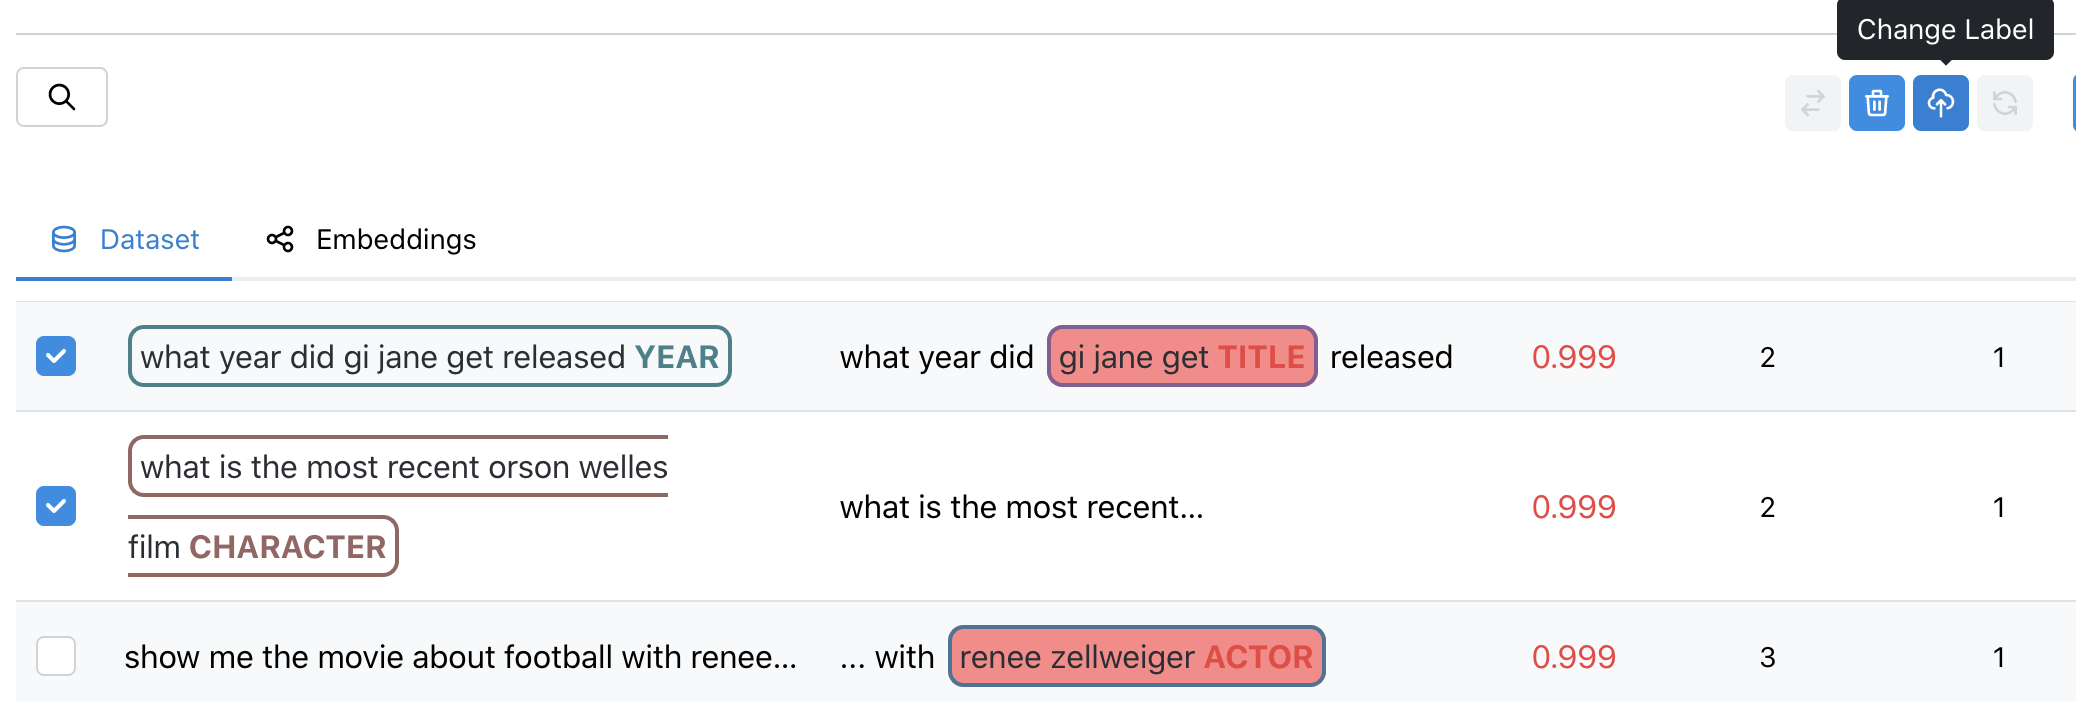 Change Label
Dataset
Embeddings
what year did gi jane get released YEAR
what year did gi jane get TITLE released
0.999
2
1
what is the most recent orson welles
film CHARACTER
what is the most recent...
0.999
2
1
show me the movie about football with renee...
... with renee zellweiger ACTOR
0.999
3
1